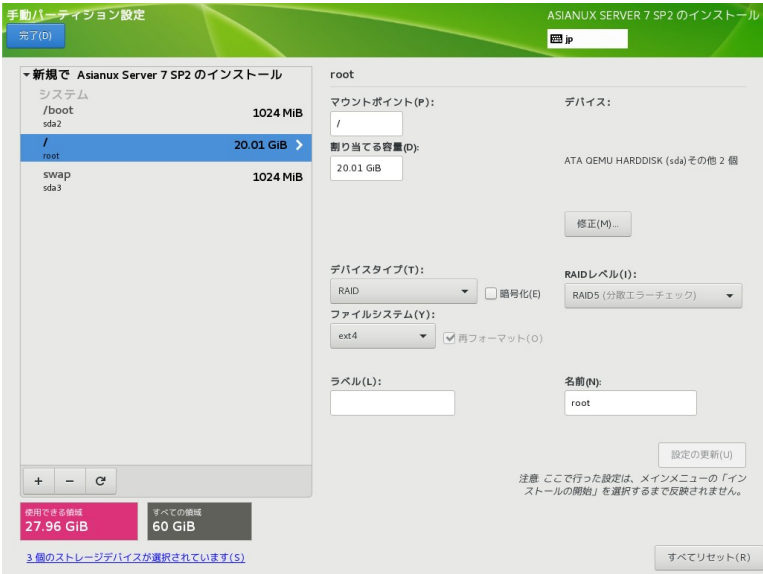 手動パーティション設定
完了(D)
ASIANUX SERVER 7 SP2 のインストール
jp
新規で Asianux Server 7 SP2 のインストール
システム
/boot
1024 MiB
sda2
/
20.01 GiB
root
swap
1024 MiB
sda3
+ −
使用できる領域
27.96 GiB
すべての領域
60 GiB
3 個のストレージデバイスが選択されています(S)
root
マウントポイント(P):
/
割り当てる容量(D):
20.01 GiB
デバイス:
ATA QEMU HARDDISK (sda)その他 2 個
修正(M)...
デバイスタイプ(T):
RAID
暗号化(E)
RAIDレベル(I):
RAID5 (分散エラーチェック)
ファイルシステム(Y):
ext4
再フォーマット(O)
ラベル(L):
名前(N):
root
設定の更新(U)
注意: ここで行った設定は、メインメニューの「イン
ストールの開始」を選択するまで反映されません。
すべてリセット(R)